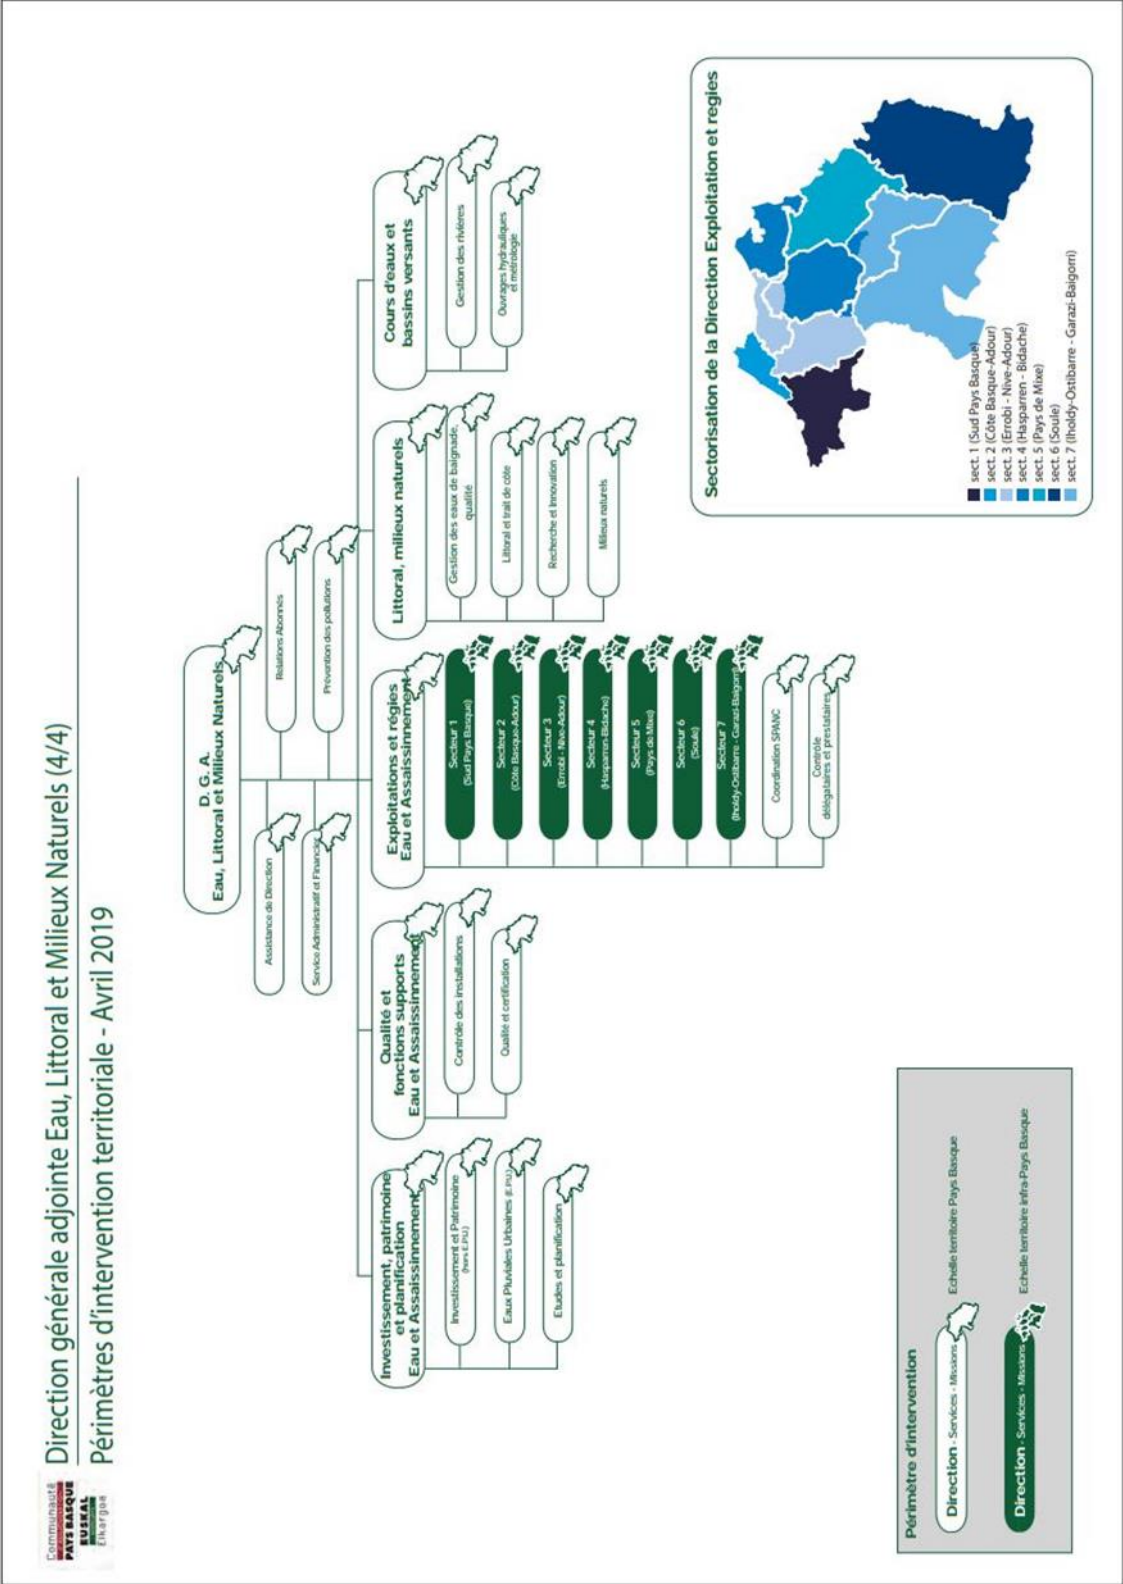 Communauté
PAYS BASQUE
EUSKAL
Elkargoa
Direction générale adjointe Eau, Littoral et Milieux Naturels (4/4)
Périmètres d'intervention territoriale - Avril 2019
D. G. A.
Eau, Littoral et Milieux Naturels
Assistance de Direction
Service Administratif et Financier
Relations Abonnés
Prévention des pollutions
Investissement, patrimoine
et planification
Eau et Assaissinnement
Investissement et Patrimoine
(hors E.P.U.)
Eaux Pluviales Urbaines (E.P.U.)
Etudes et planification
Qualité et
fonctions supports
Eau et Assaissinnement
Contrôle des installations
Qualité et certification
Exploitations et régies
Eau et Assaissinnement
Secteur 1
(Sud Pays Basque)
Secteur 2
(Côte Basque-Adour)
Secteur 3
(Errobi - Nive-Adour)
Secteur 4
(Hasparren-Bidache)
Secteur 5
(Pays de Mixe)
Secteur 6
(Soule)
Secteur 7
(Iholdy-Ostibarre - Garazi-Baigorri)
Coordination SPANC
Contrôle
délégataires et prestataires
Littoral, milieux naturels
Gestion des eaux de baignade,
qualité
Littoral et trait de côte
Recherche et Innovation
Milieux naturels
Cours d'eaux et
bassins versants
Gestion des rivières
Ouvrages hydrauliques
et métrologie
Périmètre d'intervention
Direction - Services - Missions
Echelle territoire Pays Basque
Direction - Services - Missions
Echelle territoire infra-Pays Basque
Sectorisation de la Direction Exploitation et regies
sect. 1 (Sud Pays Basque)
sect. 2 (Côte Basque-Adour)
sect. 3 (Errobi - Nive-Adour)
sect. 4 (Hasparren - Bidache)
sect. 5 (Pays de Mixe)
sect. 6 (Soule)
sect. 7 (Iholdy-Ostibarre - Garazi-Baigorri)